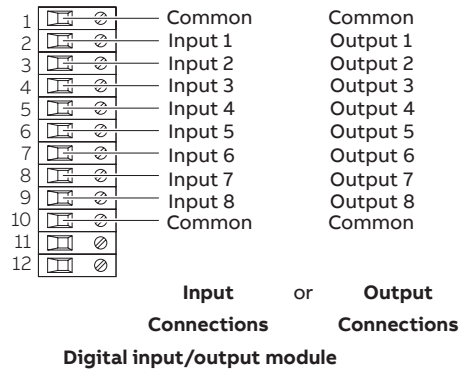 1 Common Common
2 Input 1 Output 1
3 Input 2 Output 2
4 Input 3 Output 3
5 Input 4 Output 4
6 Input 5 Output 5
7 Input 6 Output 6
8 Input 7 Output 7
9 Input 8 Output 8
10 Common Common
11
12
Input or Output
Connections Connections
Digital input/output module